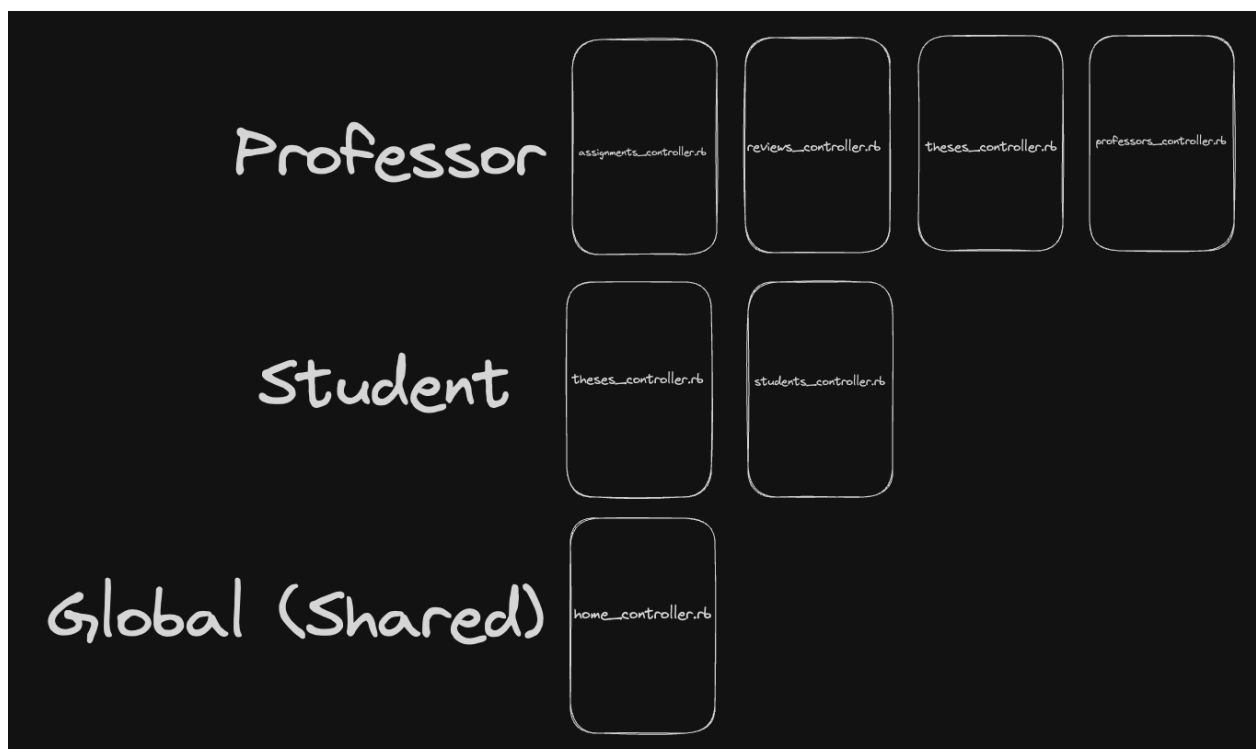 Professor
assignments_controller.rb
reviews_controller.rb
theses_controller.rb
professors_controller.rb
Student
theses_controller.rb
students_controller.rb
Global (Shared)
home_controller.rb